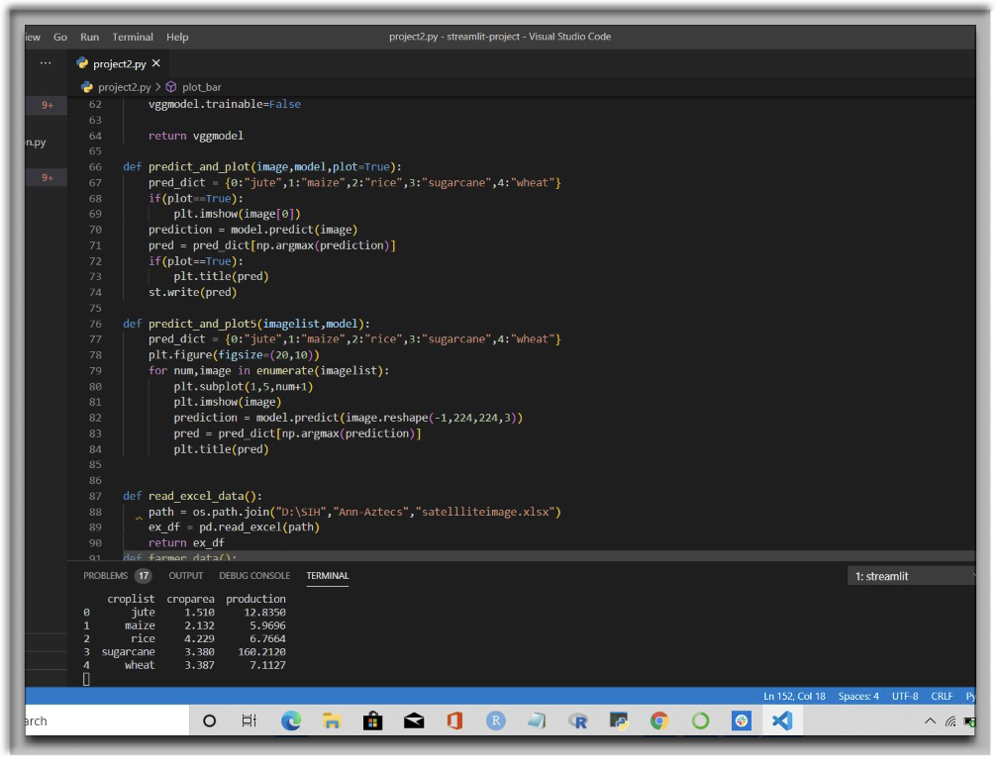 iew Go Run Terminal Help project2.py - streamlit-project - Visual Studio Code
... project2.py ×
project2.py > plot_bar
9+
n.py
9+
62 vggmodel.trainable=False
63
64 return vggmodel
65
66 def predict_and_plot(image,model,plot=True):
67 pred_dict = {0:"jute",1:"maize",2:"rice",3:"sugarcane",4:"wheat"}
68 if(plot==True):
69 plt.imshow(image[0])
70 prediction = model.predict(image)
71 pred = pred_dict[np.argmax(prediction)]
72 if(plot==True):
73 plt.title(pred)
74 st.write(pred)
75
76 def predict_and_plot5(imagelist,model):
77 pred_dict = {0:"jute",1:"maize",2:"rice",3:"sugarcane",4:"wheat"}
78 plt.figure(figsize=(20,10))
79 for num,image in enumerate(imagelist):
80 plt.subplot(1,5,num+1)
81 plt.imshow(image)
82 prediction = model.predict(image.reshape(-1,224,224,3))
83 pred = pred_dict[np.argmax(prediction)]
84 plt.title(pred)
85
86
87 def read_excel_data():
88 path = os.path.join("D:\SIH","Ann-Aztecs","satellliteimage.xlsx")
89 ex_df = pd.read_excel(path)
90 return ex_df
91 def farmer_data():
PROBLEMS 17 OUTPUT DEBUG CONSOLE TERMINAL 1: streamlit
croplist croparea production
0 jute 1.510 12.8350
1 maize 2.132 5.9696
2 rice 4.229 6.7664
3 sugarcane 3.380 160.2120
4 wheat 3.387 7.1127
Ln 152, Col 18 Spaces: 4 UTF-8 CRLF Py
arch